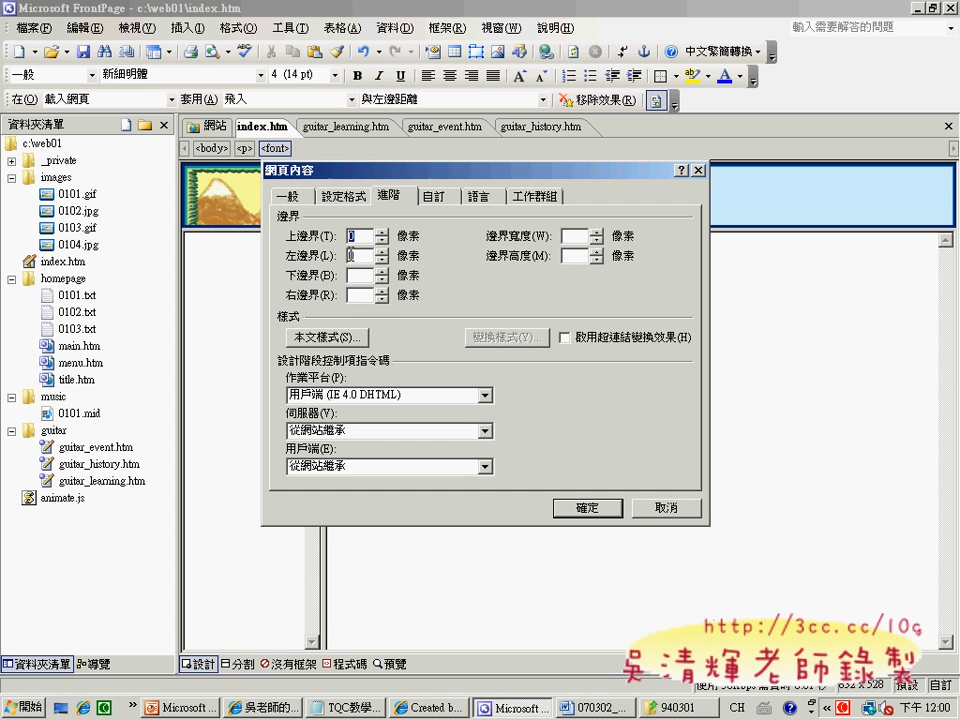 Microsoft FrontPage - c:\web01\index.htm
檔案(F) 編輯(E) 檢視(V) 插入(I) 格式(O) 工具(T) 表格(A) 資料(D) 框架(R) 視窗(W) 說明(H) 輸入需要解答的問題
中文繁簡轉換
一般 新細明體 4 (14 pt) B I U
在(O) 載入網頁 套用(A) 飛入 與左邊距離 移除效果(R)
資料夾清單 網站 index.htm guitar_learning.htm guitar_event.htm guitar_history.htm
<body> <p> <font>
c:\web01
_private
images
0101.gif
0102.jpg
0103.gif
0104.jpg
index.htm
homepage
0101.txt
0102.txt
0103.txt
main.htm
menu.htm
title.htm
music
0101.mid
guitar
guitar_event.htm
guitar_history.htm
guitar_learning.htm
animate.js
網頁內容
一般 設定格式 進階 自訂 語言 工作群組
邊界
上邊界(T): 0 像素 邊界寬度(W): 像素
左邊界(L): 0 像素 邊界高度(M): 像素
下邊界(B): 像素
右邊界(R): 像素
樣式
本文樣式(S)... 變換樣式(V)... 啟用超連結變換效果(H)
設計階段控制項指令碼
作業平台(P):
用戶端 (IE 4.0 DHTML)
伺服器(V):
從網站繼承
用戶端(E):
從網站繼承
確定 取消
http://3cc.cc/10g
吳清輝老師錄製
資料夾清單 導覽 設計 分割 沒有框架 程式碼 預覽
832 x 528 預設 自訂
開始 Microsoft ... 吳老師的... TQC教學... Created b... Microsoft ... 070302_... 940301 CH 下午 12:00